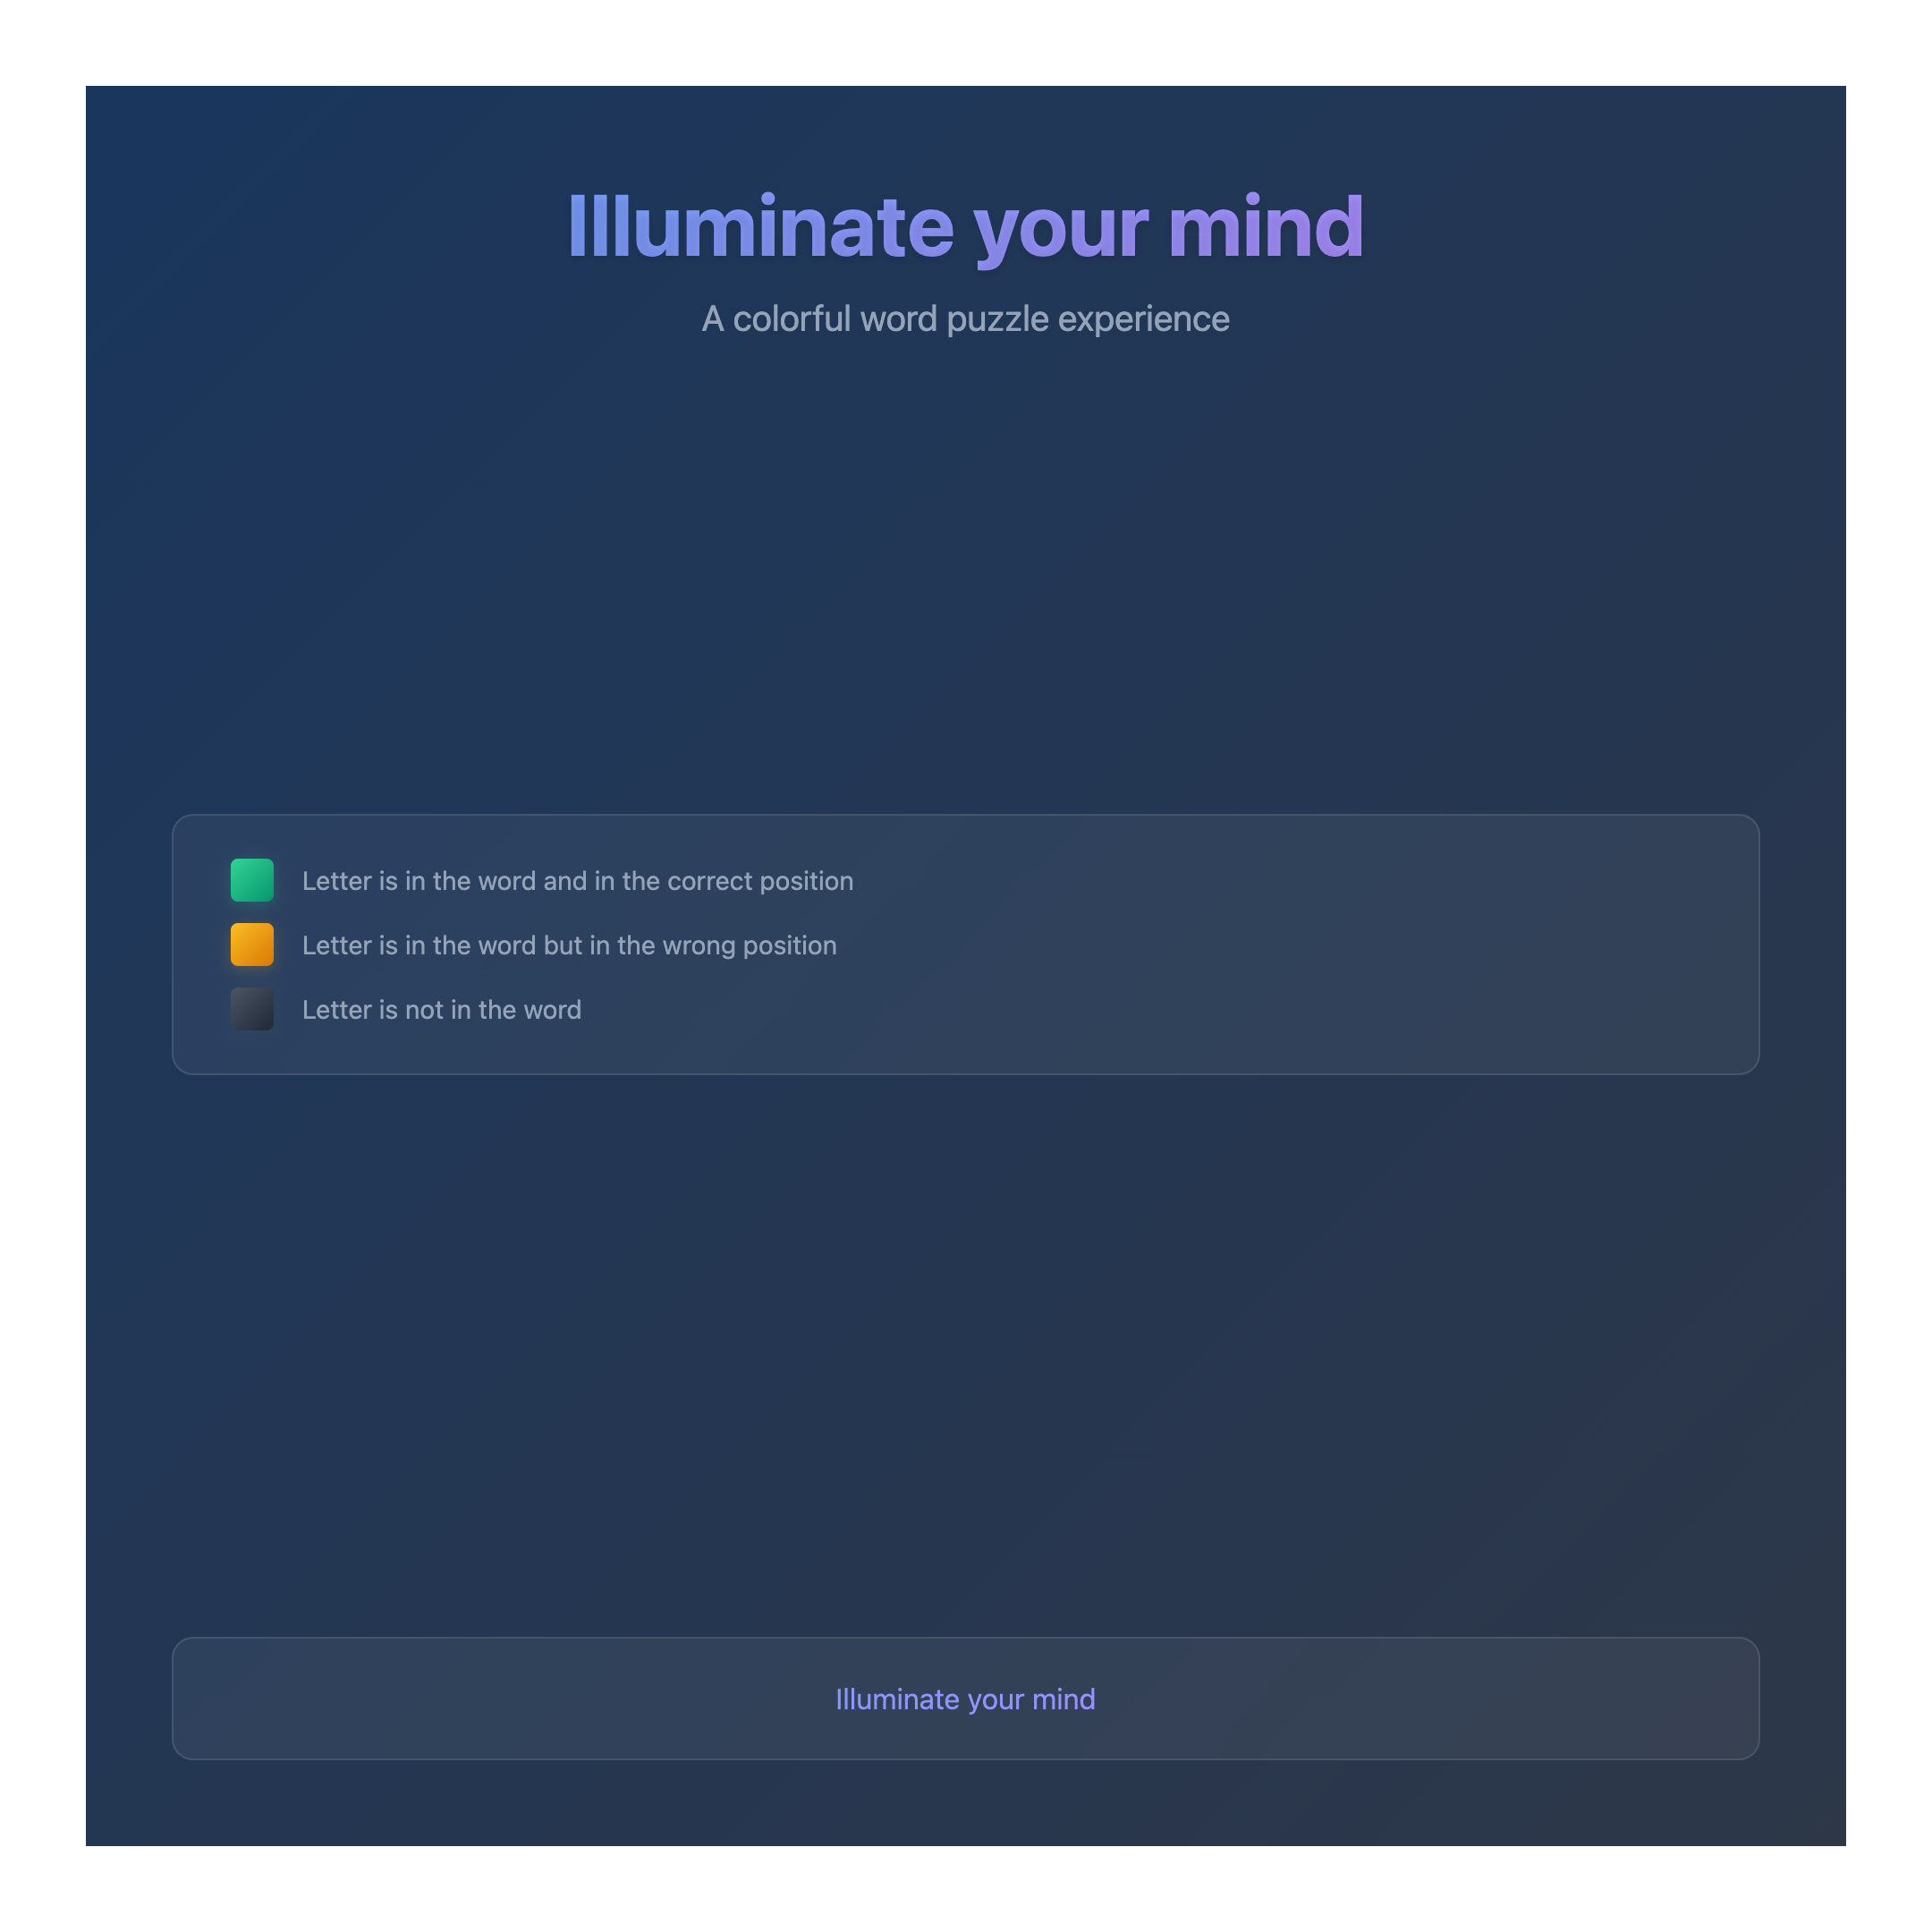 Illuminate your mind
A colorful word puzzle experience
Letter is in the word and in the correct position
Letter is in the word but in the wrong position
Letter is not in the word
Illuminate your mind